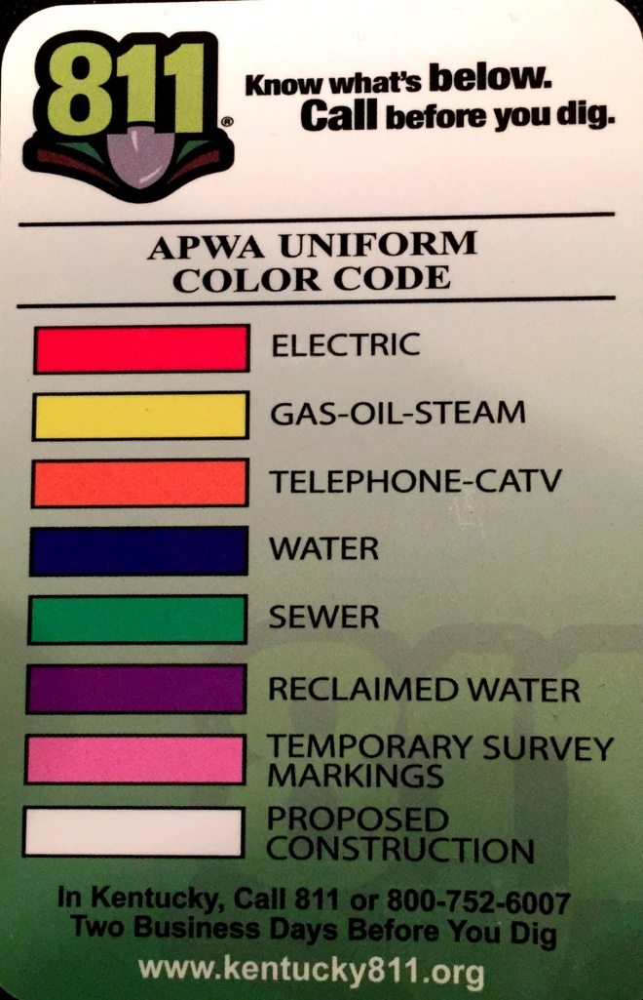 811®
Know what's below.
Call before you dig.
APWA UNIFORM
COLOR CODE
ELECTRIC
GAS-OIL-STEAM
TELEPHONE-CATV
WATER
SEWER
RECLAIMED WATER
TEMPORARY SURVEY
MARKINGS
PROPOSED
CONSTRUCTION
In Kentucky, Call 811 or 800-752-6007
Two Business Days Before You Dig
www.kentucky811.org